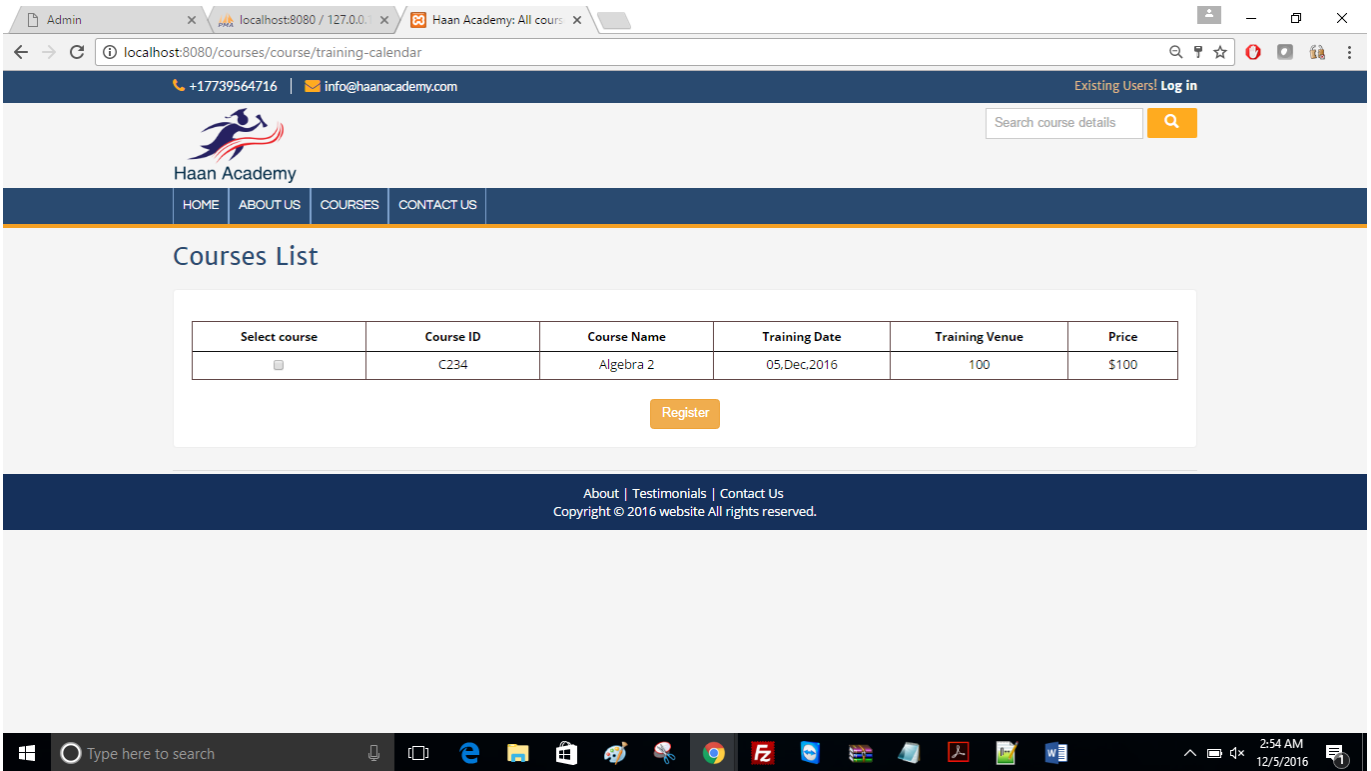 Admin
localhost:8080 / 127.0.0.1
Haan Academy: All cours
localhost:8080/courses/course/training-calendar
+17739564716 | info@haanacademy.com
Existing Users! Log in
Search course details
Haan Academy
HOME ABOUT US COURSES CONTACT US
Courses List
Select course Course ID Course Name Training Date Training Venue Price
C234 Algebra 2 05,Dec,2016 100 $100
Register
About | Testimonials | Contact Us
Copyright © 2016 website All rights reserved.
Type here to search
2:54 AM
12/5/2016
1